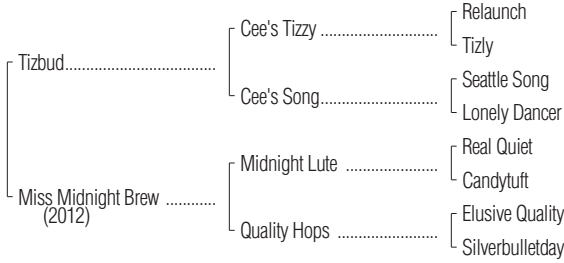 Relaunch
Cee's Tizzy ......................
Tizly
Tizbud.............................
Seattle Song
Cee's Song......................
Lonely Dancer
Real Quiet
Midnight Lute .................
Candytuft
Miss Midnight Brew ..........
(2012)
Elusive Quality
Quality Hops ...................
Silverbulletday